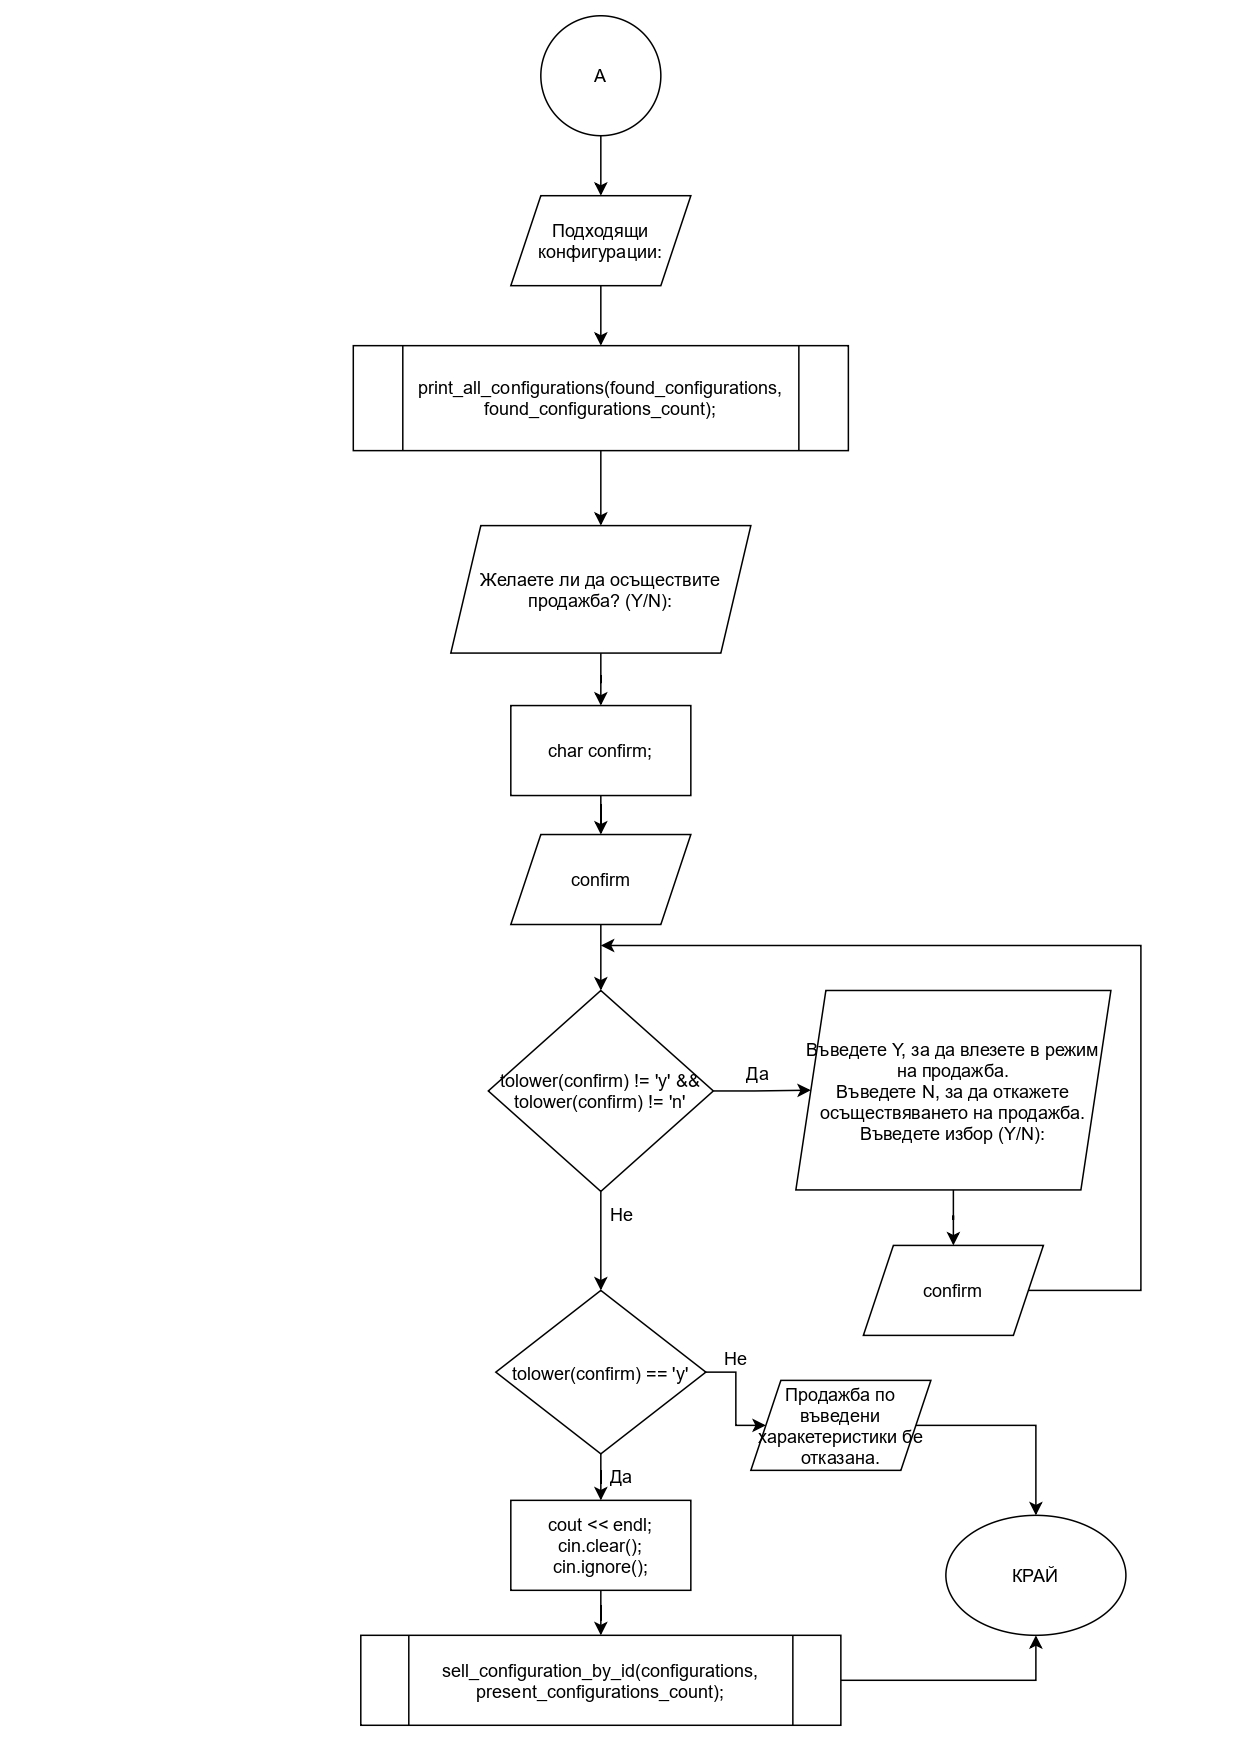 A
Подходящи
конфигурации:
print_all_configurations(found_configurations,
found_configurations_count);
Желаете ли да осъществите
продажба? (Y/N):
char confirm;
confirm
tolower(confirm) != 'y' &&
tolower(confirm) != 'n'
Да
Въведете Y, за да влезете в режим
на продажба.
Въведете N, за да откажете
осъществяването на продажба.
Въведете избор (Y/N):
Не
confirm
tolower(confirm) == 'y'
Не
Продажба по
въведени
харакетеристики бе
отказана.
Да
cout << endl;
cin.clear();
cin.ignore();
КРАЙ
sell_configuration_by_id(configurations,
present_configurations_count);